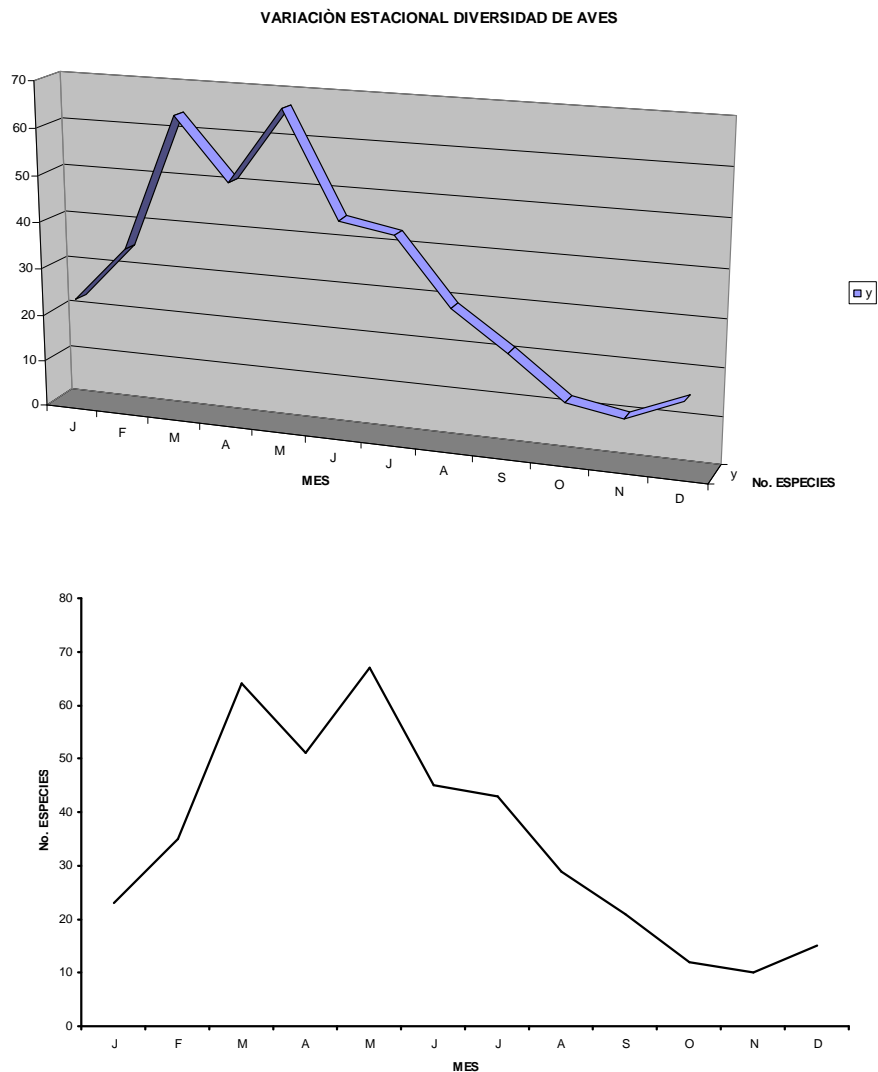 VARIACIÒN ESTACIONAL DIVERSIDAD DE AVES
70
60
50
40
30
20
10
0
J F M A M J J A S O N D
MES
y
No. ESPECIES
y
80
70
60
50
40
30
20
10
0
No. ESPECIES
J F M A M J J A S O N D
MES